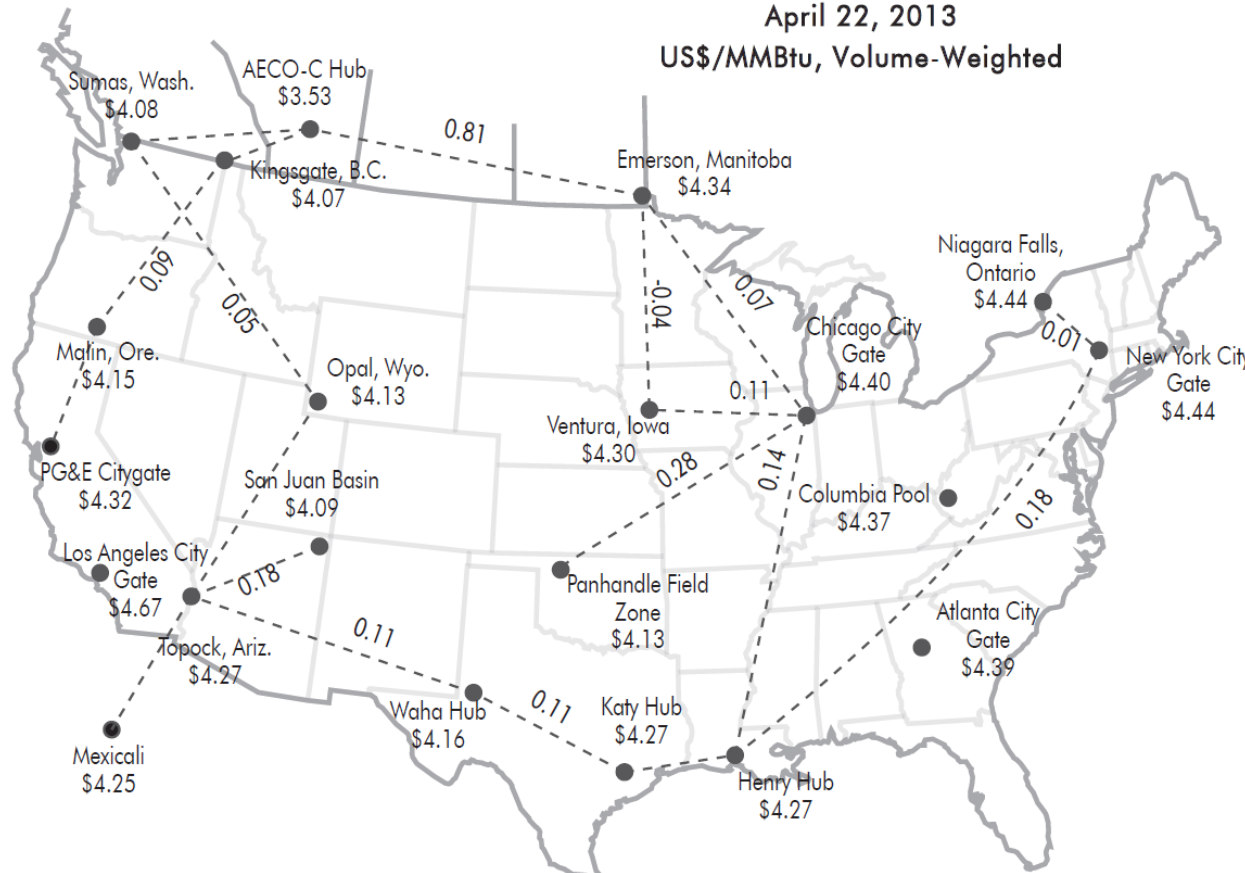 April 22, 2013
US$/MMBtu, Volume-Weighted
Sumas, Wash.
$4.08
AECO-C Hub
$3.53
0.81
Kingsgate, B.C.
$4.07
Emerson, Manitoba
$4.34
Niagara Falls,
Ontario
$4.44
0.01
New York City
Gate
$4.44
0.09
0.05
-0.04
0.07
Chicago City
Gate
$4.40
Malin, Ore.
$4.15
Opal, Wyo.
$4.13
0.11
Ventura, Iowa
$4.30
0.28
0.14
PG&E Citygate
$4.32
San Juan Basin
$4.09
Columbia Pool
$4.37
0.18
Los Angeles City
Gate
$4.67
0.18
Panhandle Field
Zone
$4.13
Atlanta City
Gate
$4.39
Topock, Ariz.
$4.27
0.11
Waha Hub
$4.16
0.11
Katy Hub
$4.27
Mexicali
$4.25
Henry Hub
$4.27